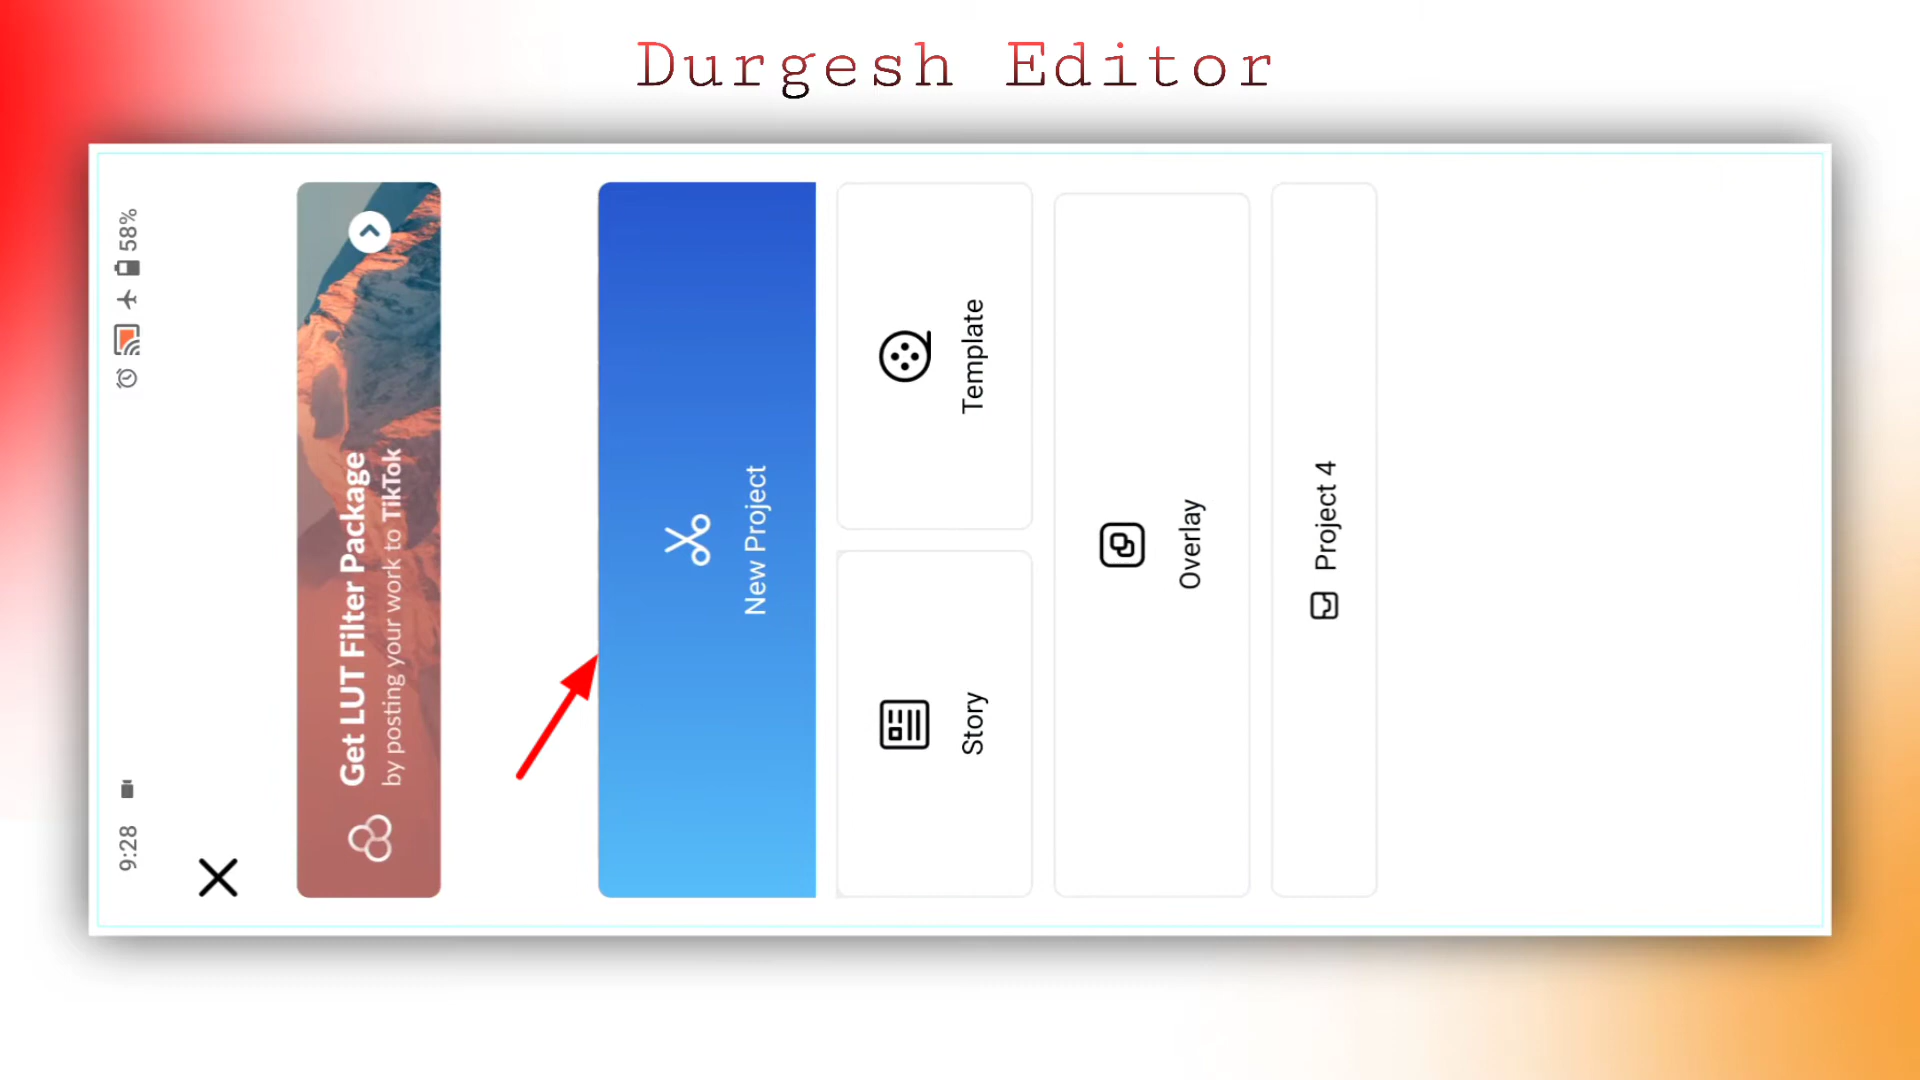 Durgesh Editor
9:28
58%
Get LUT Filter Package
by posting your work to TikTok
New Project
Story
Template
Overlay
Project 4